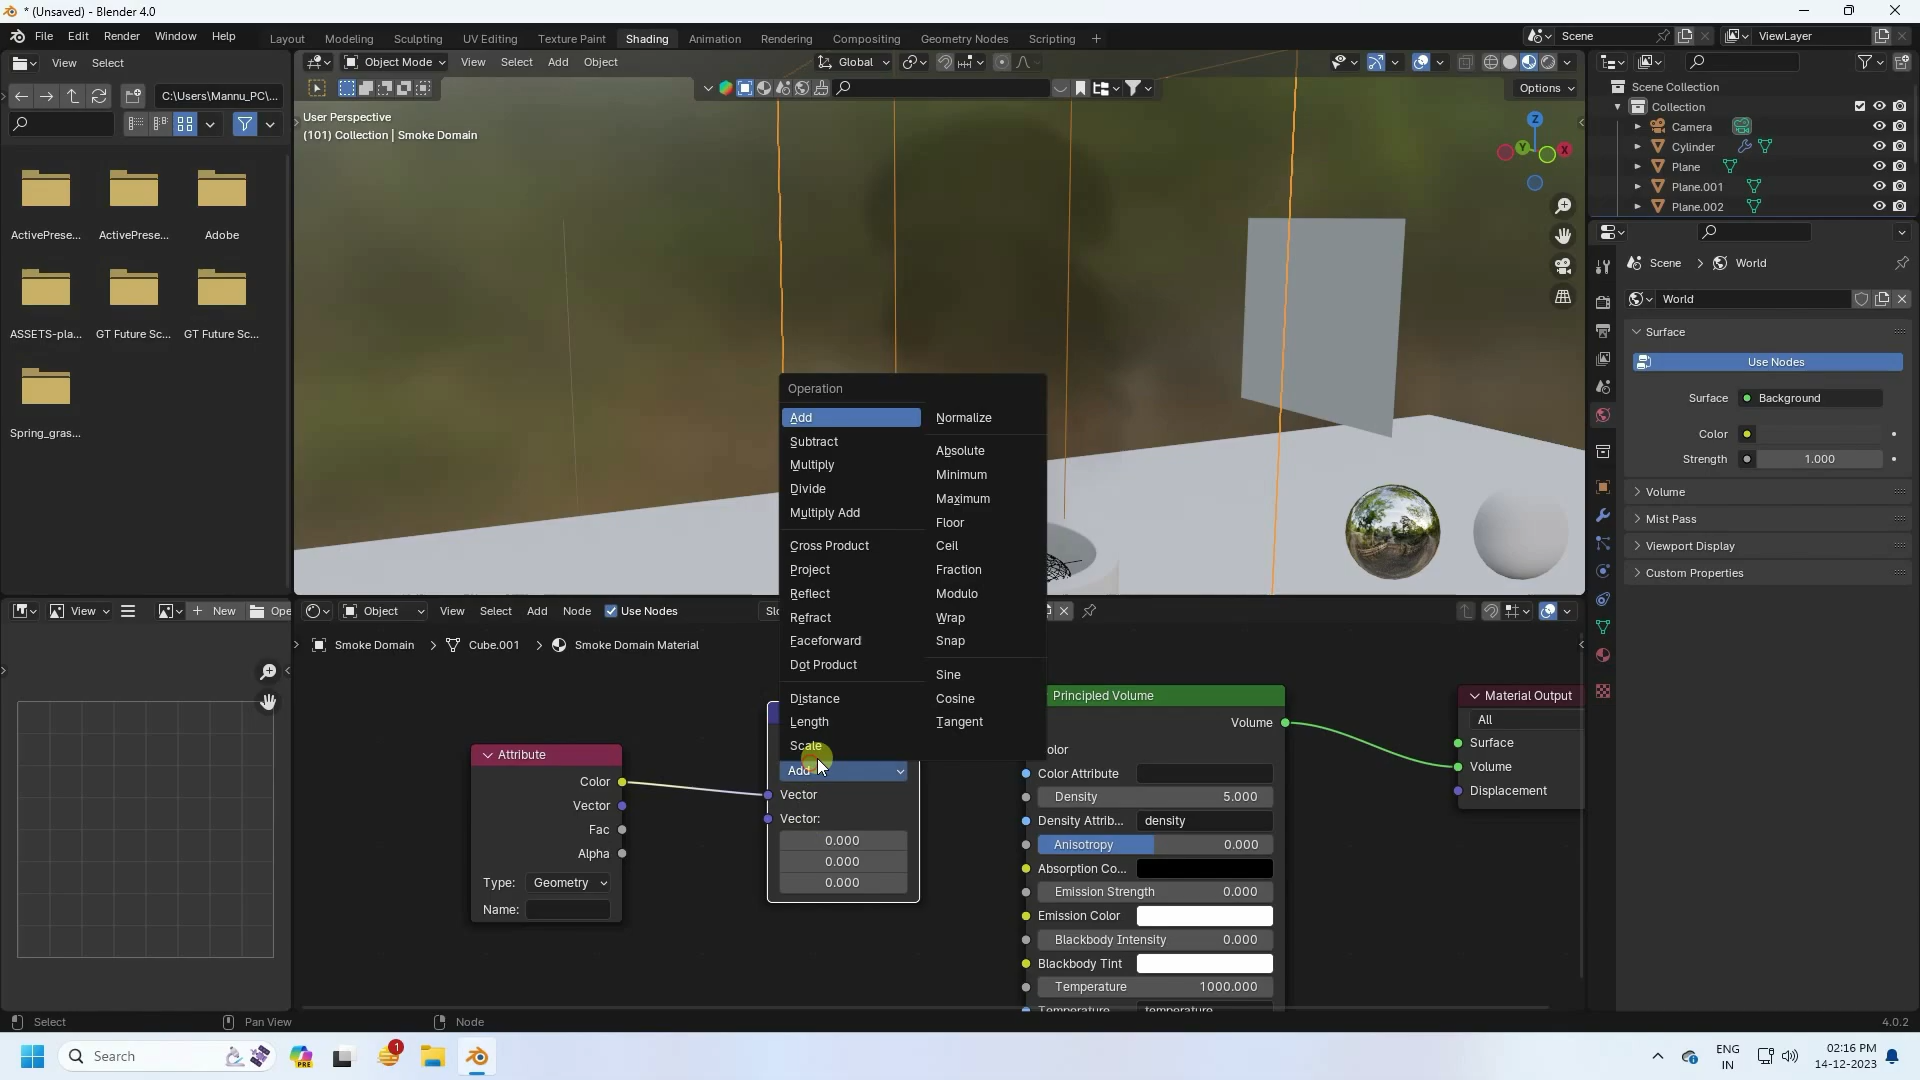 * (Unsaved) - Blender 4.0
File Edit Render Window Help
Layout Modeling Sculpting UV Editing Texture Paint Shading Animation Rendering Compositing Geometry Nodes Scripting
Scene
ViewLayer
View Select
Object Mode View Select Add Object
Global
C:\Users\Mannu_PC\...
Options
User Perspective
(101) Collection | Smoke Domain
Z
Y
X
ActivePrese...
ActivePrese...
Adobe
ASSETS-pla...
GT Future Sc...
GT Future Sc...
Spring_gras...
Scene Collection
Collection
Camera
Cylinder
Plane
Plane.001
Plane.002
Scene > World
World
Surface
Use Nodes
Surface Background
Color
Strength 1.000
Volume
Mist Pass
Viewport Display
Custom Properties
Operation
Add
Subtract
Multiply
Divide
Multiply Add
Cross Product
Project
Reflect
Refract
Faceforward
Dot Product
Distance
Length
Scale
Normalize
Absolute
Minimum
Maximum
Floor
Ceil
Fraction
Modulo
Wrap
Snap
Sine
Cosine
Tangent
View New Ope
Object View Select Add Node Use Nodes Slo
Smoke Domain > Cube.001 > Smoke Domain Material
Attribute
Color
Vector
Fac
Alpha
Type: Geometry
Name:
Add
Vector
Vector:
0.000
0.000
0.000
Principled Volume
Volume
olor
Color Attribute
Density 5.000
Density Attrib... density
Anisotropy 0.000
Absorption Co...
Emission Strength 0.000
Emission Color
Blackbody Intensity 0.000
Blackbody Tint
Temperature 1000.000
Temperature temperature
Material Output
All
Surface
Volume
Displacement
Select
Pan View
Node
4.0.2
Search
PRE
1
ENG
IN
02:16 PM
14-12-2023